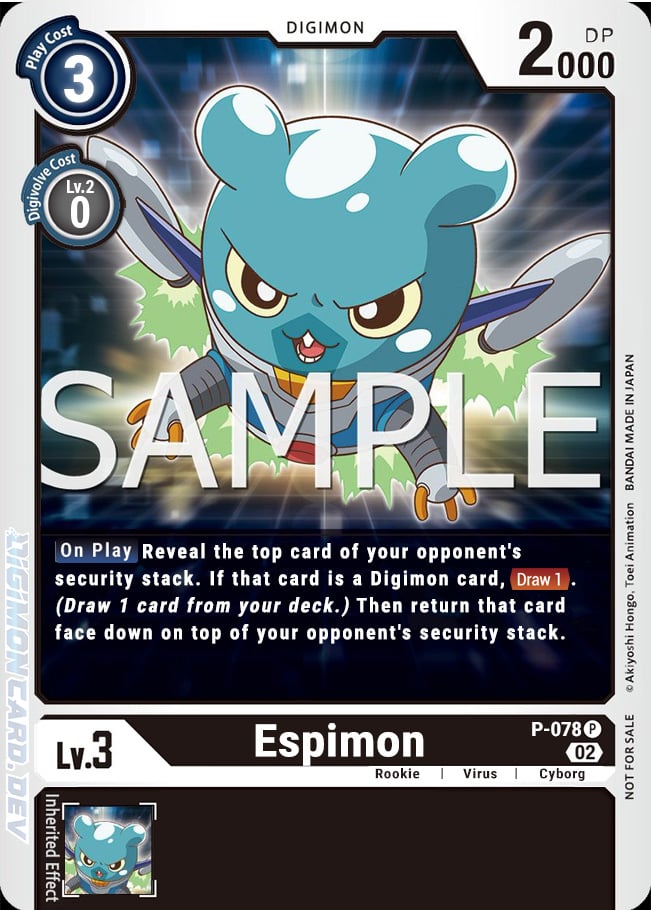 DIGIMON
Play Cost
3
DP
2000
Digivolve Cost
Lv.2
0
SAMPLE
On Play Reveal the top card of your opponent's
security stack. If that card is a Digimon card, Draw 1.
(Draw 1 card from your deck.) Then return that card
face down on top of your opponent's security stack.
© Akiyoshi Hongo, Toei Animation BANDAI MADE IN JAPAN
DIGIMONCARD.DEV
Lv.3
Espimon
P-078 P
02
Rookie | Virus | Cyborg
NOT FOR SALE
Inherited Effect